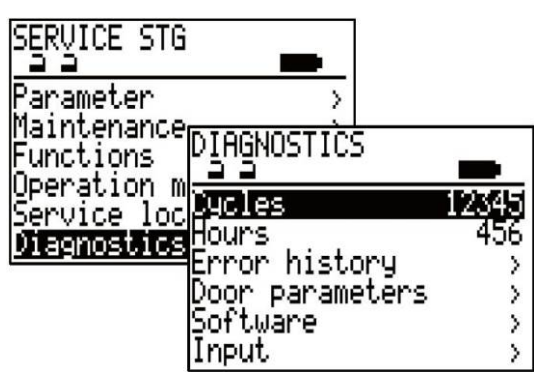 SERVICE STG
Parameter >
Maintenance
Functions
Operation m
Service loc
Diagnostics
DIAGNOSTICS
Cycles 12345
Hours 456
Error history >
Door parameters >
Software >
Input >